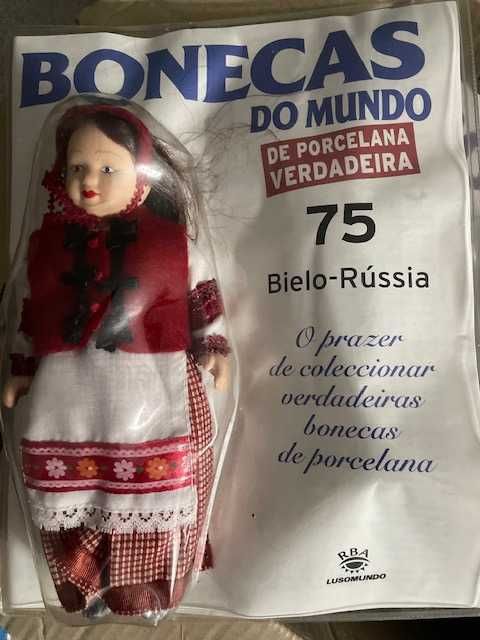 BONECAS
DO MUNDO
DE PORCELANA
VERDADEIRA
75
Bielo-Rússia
O prazer
de coleccionar
verdadeiras
bonecas
de porcelana
RBA
LUSOMUNDO